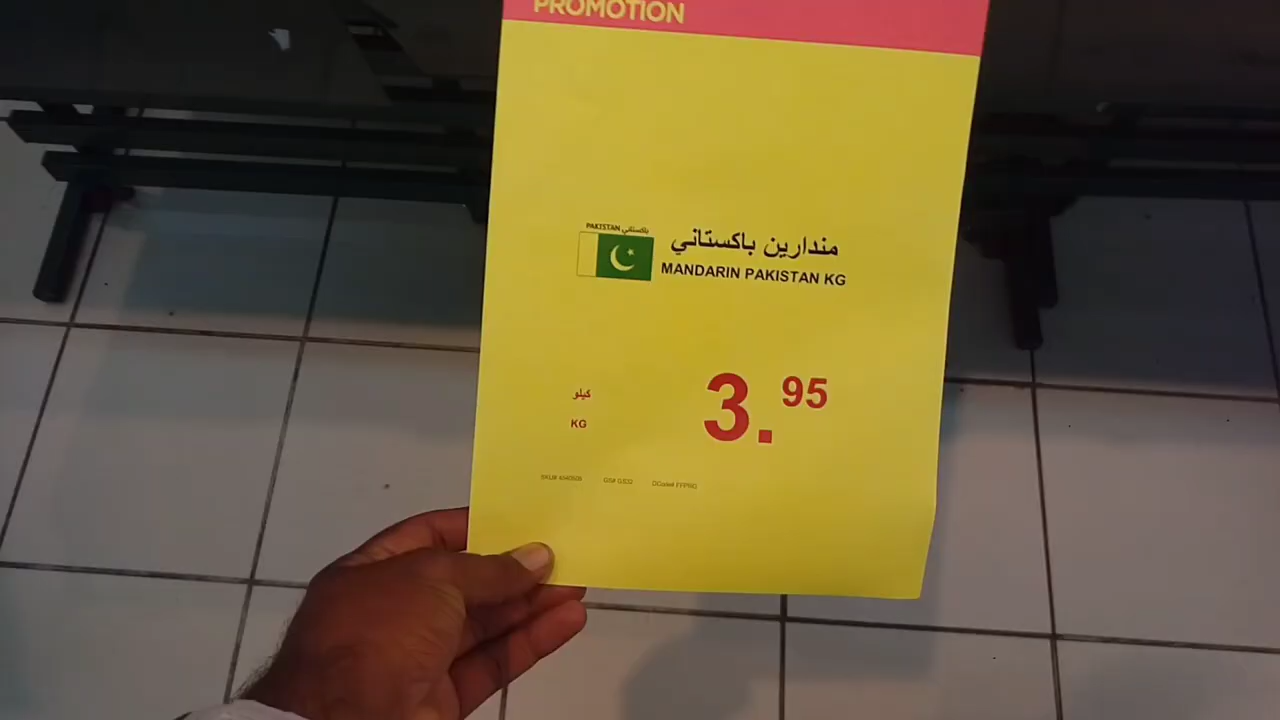 PROMOTION
PAKISTAN باكستاني
مندارين باكستاني
MANDARIN PAKISTAN KG
كيلو
KG
3.95